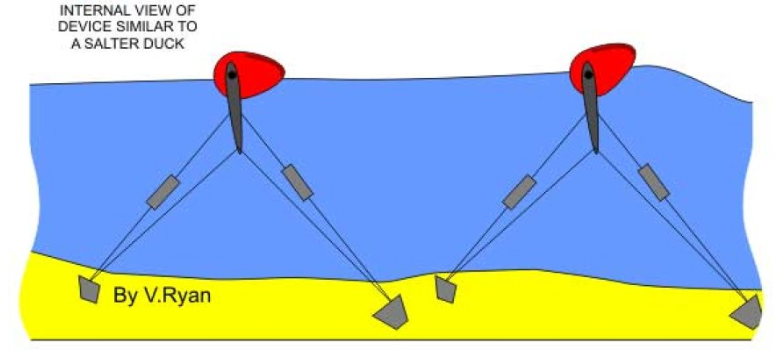 INTERNAL VIEW OF
DEVICE SIMILAR TO
A SALTER DUCK
By V.Ryan